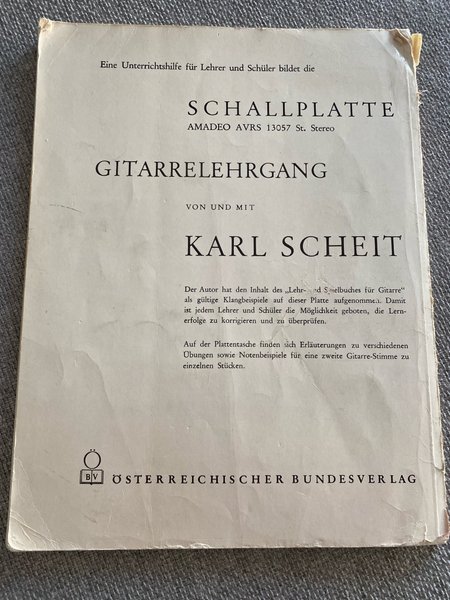 Eine Unterrichtshilfe für Lehrer und Schüler bildet die
SCHALLPLATTE
AMADEO AVRS 13057 St. Stereo
GITARRELEHRGANG
VON UND MIT
KARL SCHEIT
Der Autor hat den Inhalt des „Lehr- und Spielbuches für Gitarre“
als gültige Klangbeispiele auf dieser Platte aufgenommen. Damit
ist jedem Lehrer und Schüler die Möglichkeit geboten, die Lern-
erfolge zu korrigieren und zu überprüfen.
Auf der Plattentasche finden sich Erläuterungen zu verschiedenen
Übungen sowie Notenbeispiele für eine zweite Gitarre-Stimme zu
einzelnen Stücken.
Ö
BV
ÖSTERREICHISCHER BUNDESVERLAG